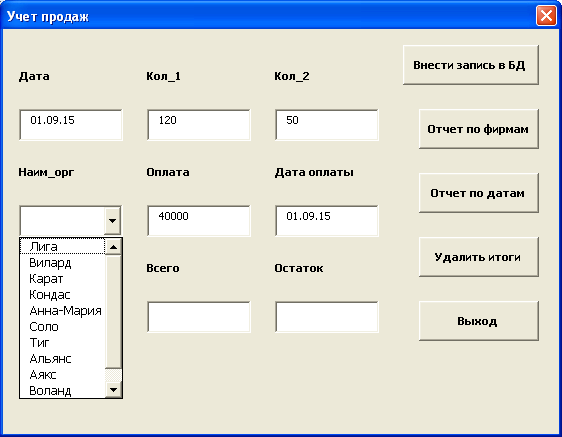 Учет продаж
Внести запись в БД
Дата Кол_1 Кол_2
01.09.15 120 50
Отчет по фирмам
Наим_орг Оплата Дата оплаты
Отчет по датам
40000 01.09.15
Лига
Вилард
Карат
Кондас
Анна-Мария
Соло
Тиг
Альянс
Аякс
Воланд
Всего Остаток
Удалить итоги
Выход